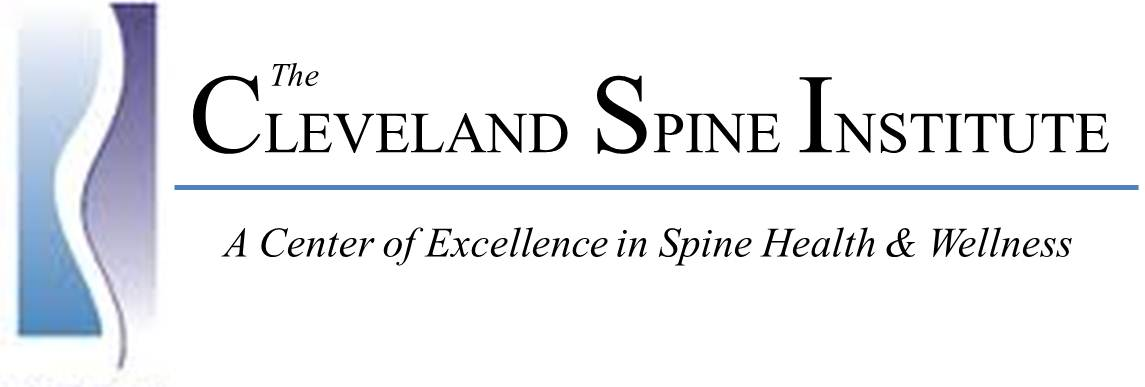 The
CLEVELAND SPINE INSTITUTE
A Center of Excellence in Spine Health & Wellness